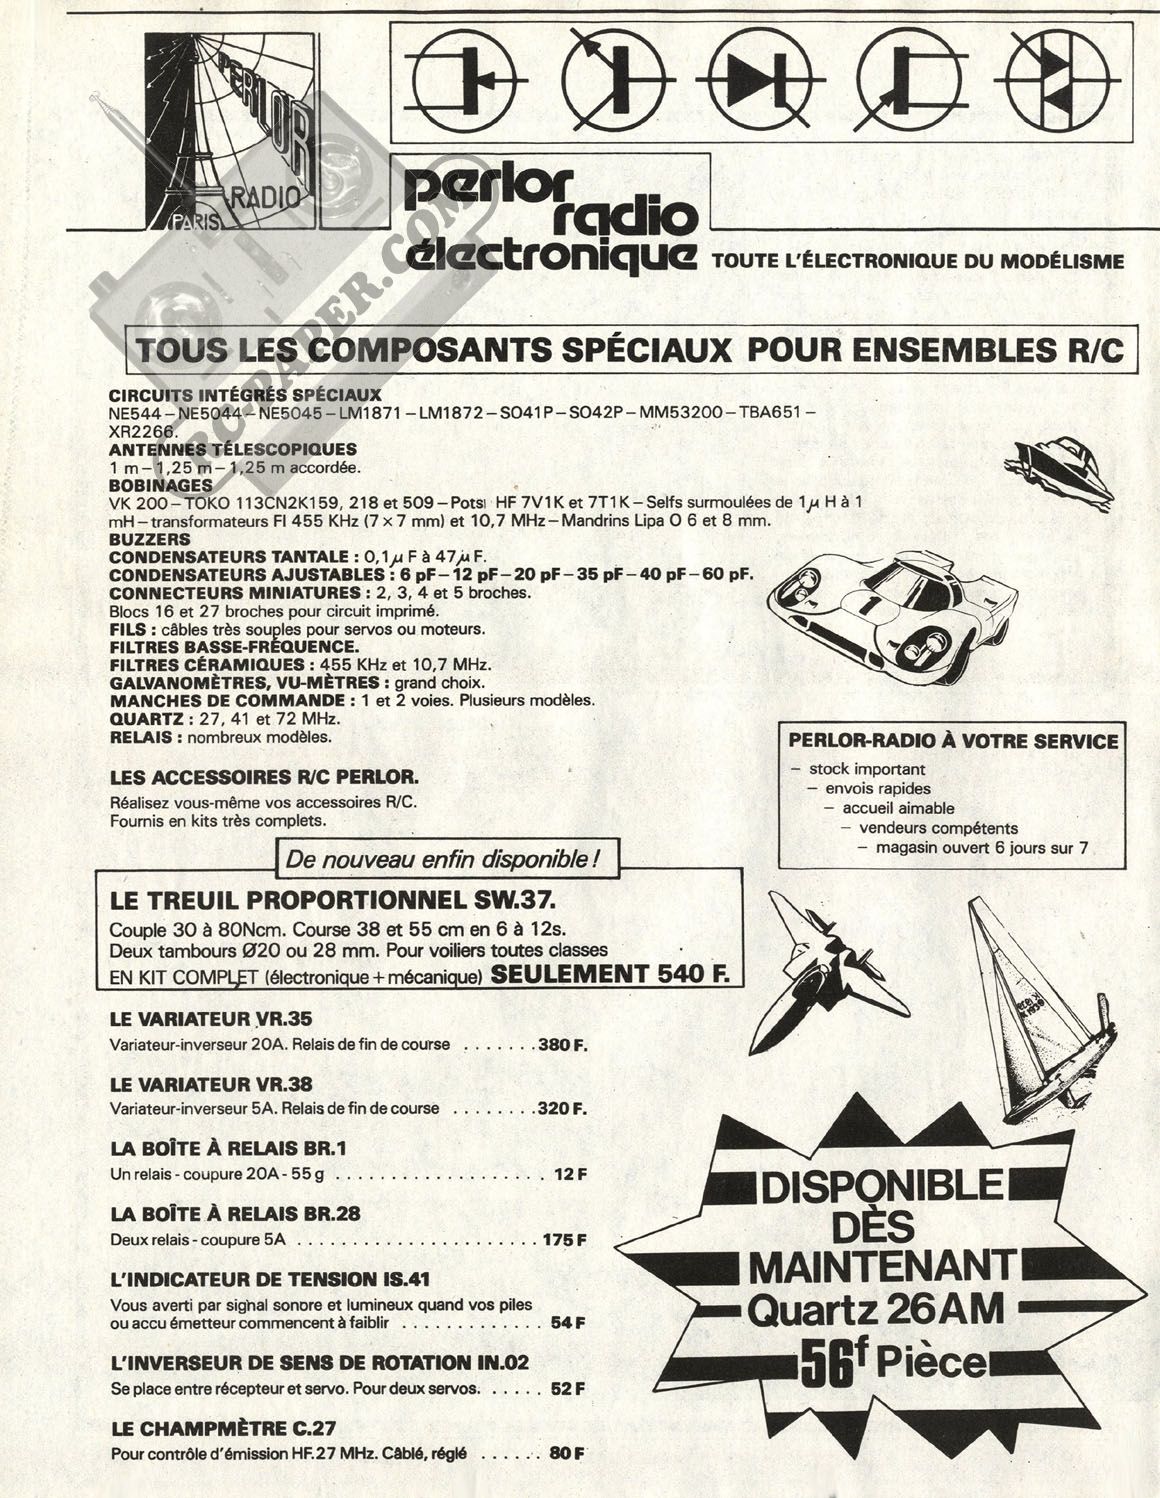 PERLOR
RADIO
PARIS
perlor
radio
électronique
TOUTE L'ÉLECTRONIQUE DU MODÉLISME
RC-PAPER.COM
TOUS LES COMPOSANTS SPÉCIAUX POUR ENSEMBLES R/C
CIRCUITS INTÉGRÉS SPÉCIAUX
NE544–NE5044–NE5045–LM1871–LM1872–SO41P–SO42P–MM53200–TBA651–
XR2266.
ANTENNES TÉLESCOPIQUES
1 m–1,25 m–1,25 m accordée.
BOBINAGES
VK 200–TOKO 113CN2K159, 218 et 509–Pots HF 7V1K et 7T1K–Selfs surmoulées de 1µH à 1
mH–transformateurs FI 455 KHz (7×7 mm) et 10,7 MHz–Mandrins Lipa O 6 et 8 mm.
BUZZERS
CONDENSATEURS TANTALE : 0,1µF à 47µF.
CONDENSATEURS AJUSTABLES : 6 pF–12 pF–20 pF–35 pF–40 pF–60 pF.
CONNECTEURS MINIATURES : 2, 3, 4 et 5 broches.
Blocs 16 et 27 broches pour circuit imprimé.
FILS : câbles très souples pour servos ou moteurs.
FILTRES BASSE-FRÉQUENCE.
FILTRES CÉRAMIQUES : 455 KHz et 10,7 MHz.
GALVANOMÈTRES, VU-MÈTRES : grand choix.
MANCHES DE COMMANDE : 1 et 2 voies. Plusieurs modèles.
QUARTZ : 27, 41 et 72 MHz.
RELAIS : nombreux modèles.
1
1
PERLOR-RADIO À VOTRE SERVICE
– stock important
– envois rapides
– accueil aimable
– vendeurs compétents
– magasin ouvert 6 jours sur 7
LES ACCESSOIRES R/C PERLOR.
Réalisez vous-même vos accessoires R/C.
Fournis en kits très complets.
De nouveau enfin disponible !
LE TREUIL PROPORTIONNEL SW.37.
Couple 30 à 80Ncm. Course 38 et 55 cm en 6 à 12s.
Deux tambours Ø20 ou 28 mm. Pour voiliers toutes classes
EN KIT COMPLET (électronique+mécanique) SEULEMENT 540 F.
LE VARIATEUR VR.35
Variateur-inverseur 20A. Relais de fin de course .......380 F.
LE VARIATEUR VR.38
Variateur-inverseur 5A. Relais de fin de course ........320 F.
LA BOÎTE À RELAIS BR.1
Un relais - coupure 20A - 55 g .................. 12 F
LA BOÎTE À RELAIS BR.28
Deux relais - coupure 5A ...................... 175 F
L'INDICATEUR DE TENSION IS.41
Vous averti par signal sonore et lumineux quand vos piles
ou accu émetteur commencent à faiblir ............. 54 F
L'INVERSEUR DE SENS DE ROTATION IN.02
Se place entre récepteur et servo. Pour deux servos. ..... 52 F
LE CHAMPMÈTRE C.27
Pour contrôle d'émission HF.27 MHz. Câblé, réglé ...... 80 F
DISPONIBLE
DÈS
MAINTENANT
Quartz 26AM
56f Pièce